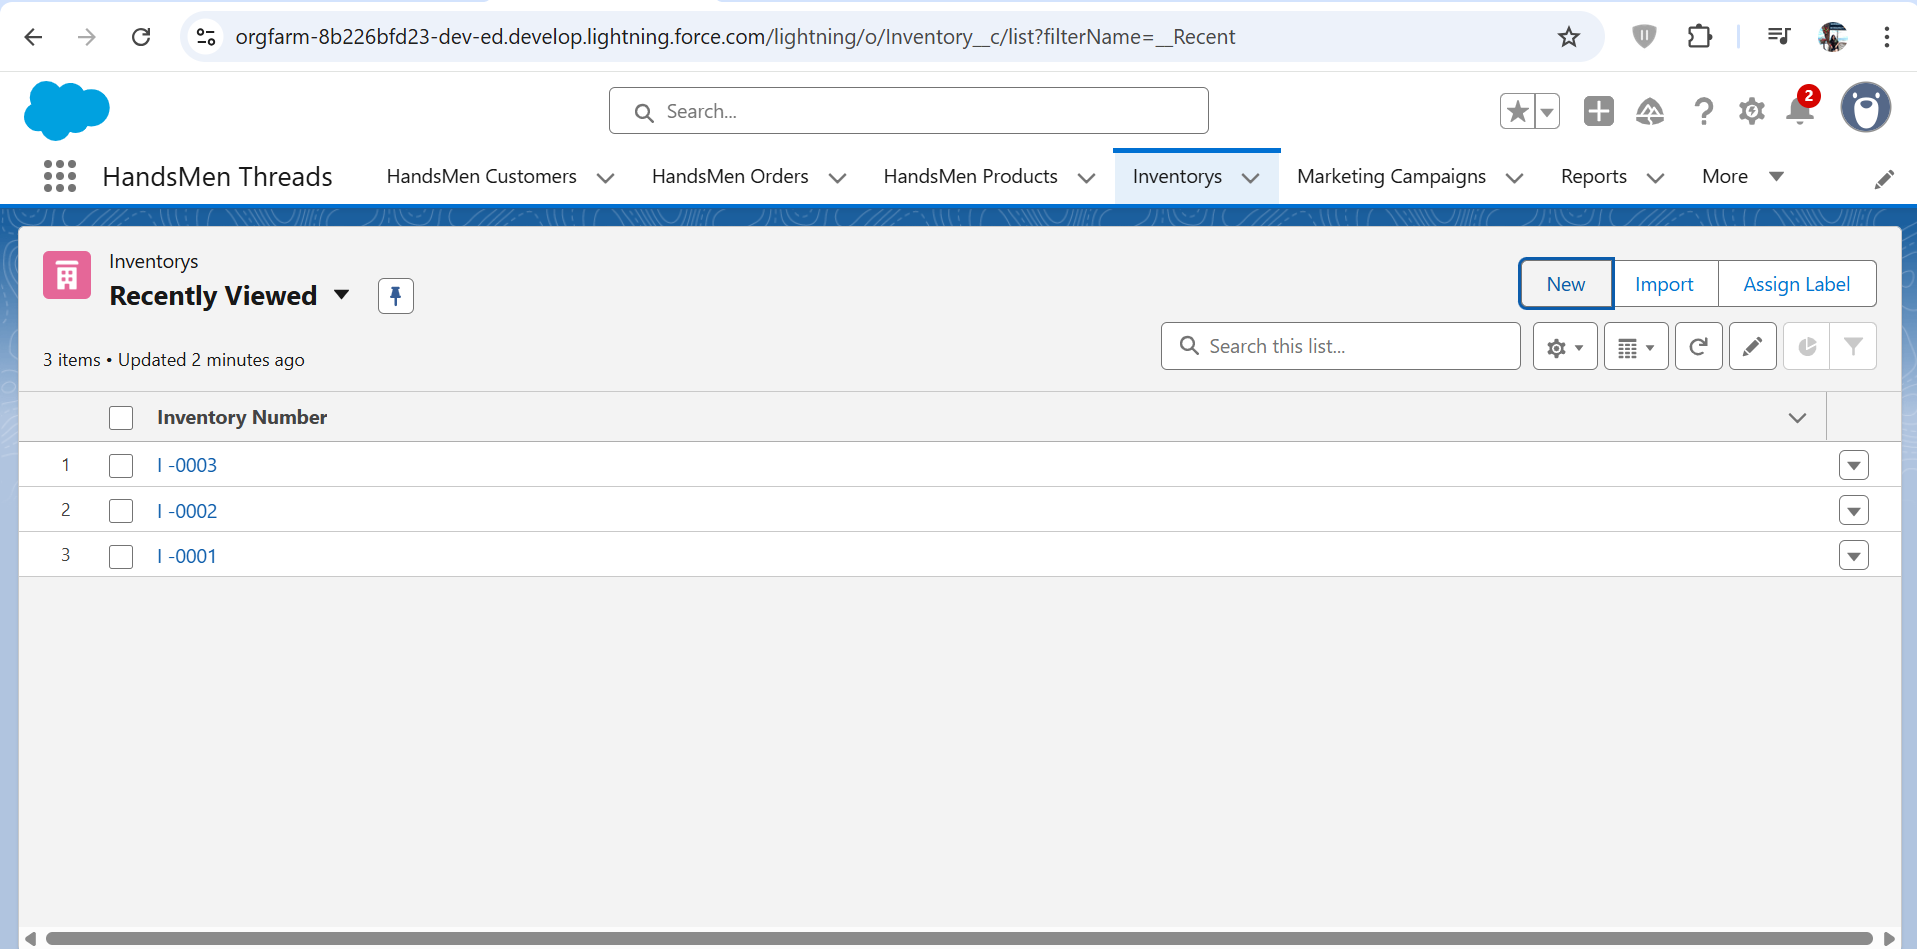 orgfarm-8b226bfd23-dev-ed.develop.lightning.force.com/lightning/o/Inventory__c/list?filterName=__Recent
Search...
2
HandsMen Threads
HandsMen Customers
HandsMen Orders
HandsMen Products
Inventorys
Marketing Campaigns
Reports
More
Inventorys
Recently Viewed
New
Import
Assign Label
3 items • Updated 2 minutes ago
Search this list...
Inventory Number
1 I -0003
2 I -0002
3 I -0001